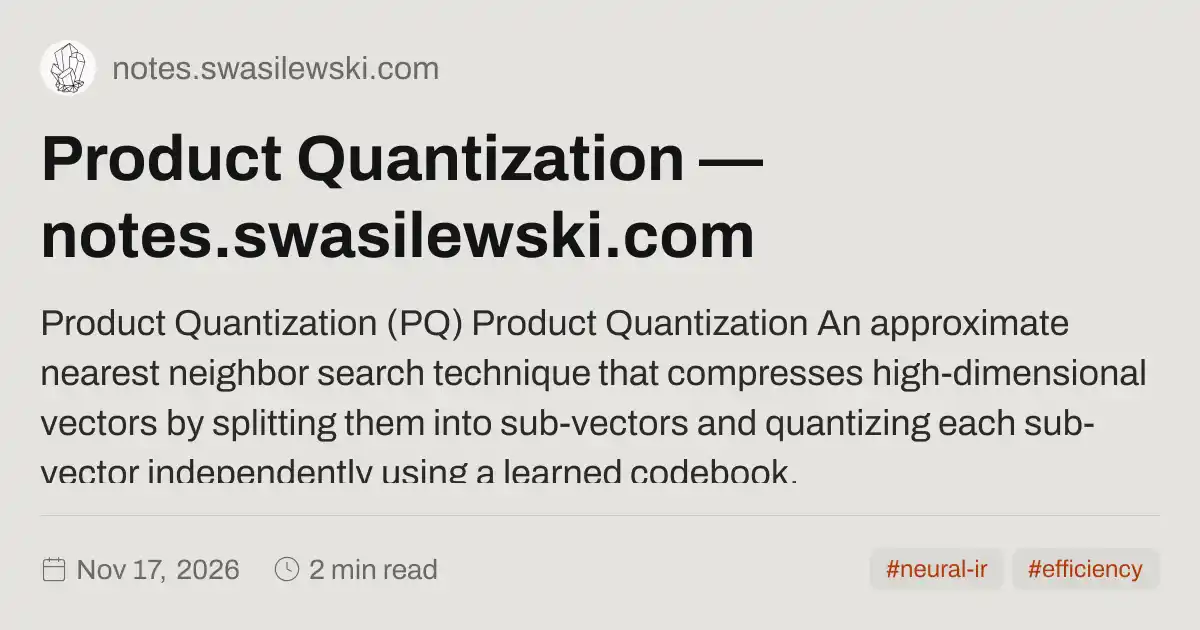 notes.swasilewski.com
Product Quantization —
notes.swasilewski.com
Product Quantization (PQ) Product Quantization An approximate
nearest neighbor search technique that compresses high-dimensional
vectors by splitting them into sub-vectors and quantizing each sub-
vector independently using a learned codebook.
Nov 17, 2026
2 min read
#neural-ir
#efficiency